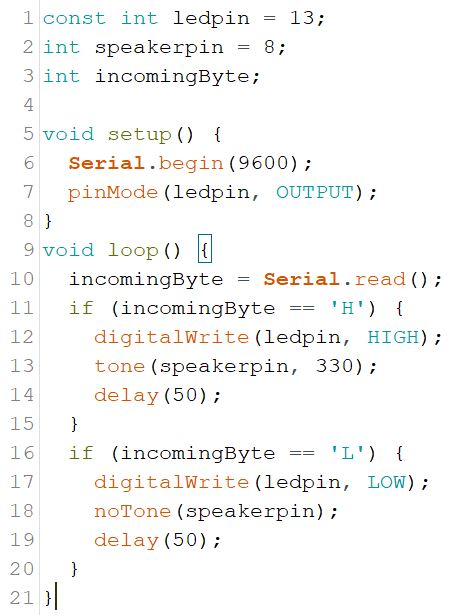 1 const int ledpin = 13;
2 int speakerpin = 8;
3 int incomingByte;
4
5 void setup() {
6   Serial.begin(9600);
7   pinMode(ledpin, OUTPUT);
8 }
9 void loop() {
10   incomingByte = Serial.read();
11   if (incomingByte == 'H') {
12     digitalWrite(ledpin, HIGH);
13     tone(speakerpin, 330);
14     delay(50);
15   }
16   if (incomingByte == 'L') {
17     digitalWrite(ledpin, LOW);
18     noTone(speakerpin);
19     delay(50);
20   }
21 }